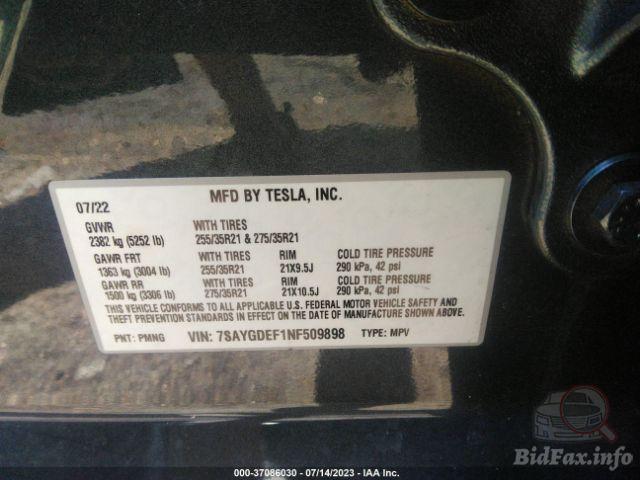 07/22 MFD BY TESLA, INC.
GVWR WITH TIRES
2382 kg (5252 lb) 255/35R21 & 275/35R21
GAWR FRT WITH TIRES RIM COLD TIRE PRESSURE
1363 kg (3004 lb) 255/35R21 21X9.5J 290 kPa, 42 psi
GAWR RR WITH TIRES RIM COLD TIRE PRESSURE
1500 kg (3306 lb) 275/35R21 21X10.5J 290 kPa, 42 psi
THIS VEHICLE CONFORMS TO ALL APPLICABLE U.S. FEDERAL MOTOR VEHICLE SAFETY AND
THEFT PREVENTION STANDARDS IN EFFECT ON THE DATE OF MANUFACTURE SHOWN ABOVE.
PNT: PMNG VIN: 7SAYGDEF1NF509898 TYPE: MPV
BidFax.info
000-37086030 - 07/14/2023 - IAA Inc.